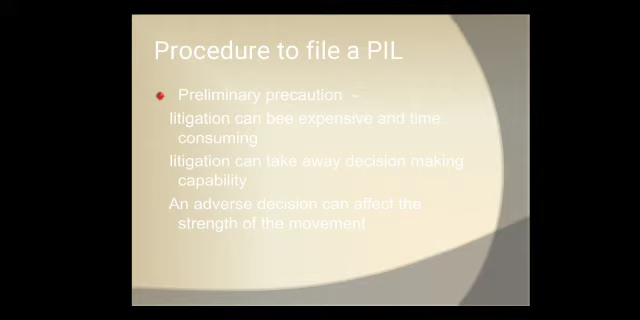 Procedure to file a PIL
Preliminary precaution –
litigation can bee expensive and time
consuming
litigation can take away decision making
capability
An adverse decision can affect the
strength of the movement